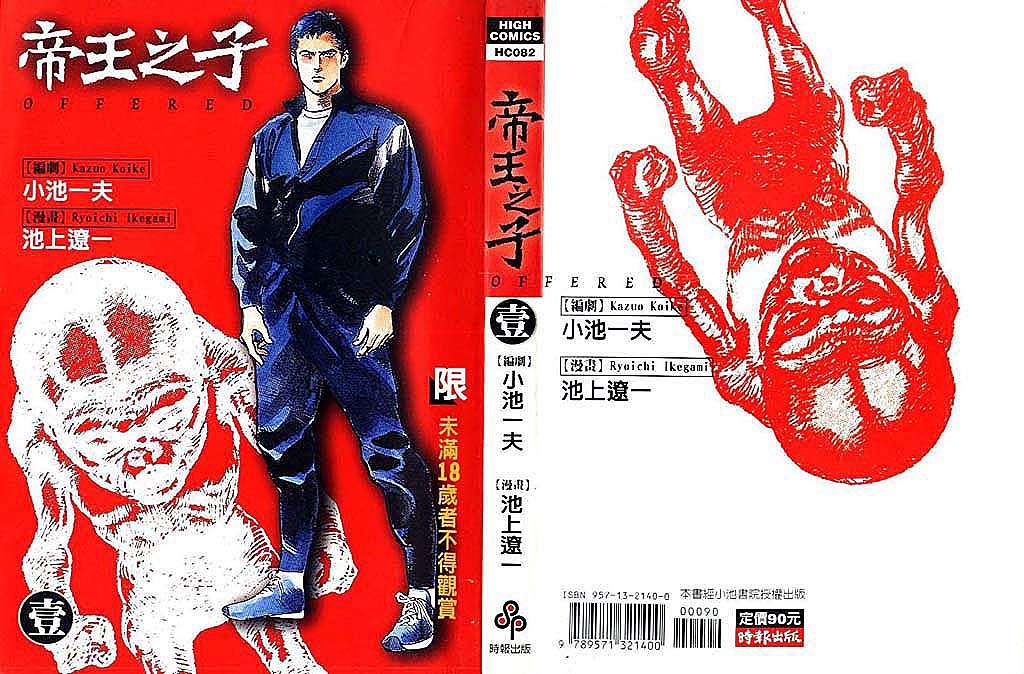 帝王之子
OFFERED
【編劇】Kazuo Koike
小池一夫
【漫畫】Ryoichi Ikegami
池上遼一
限
未滿18歲者不得觀賞
壹
HIGH
COMICS
HC082
帝王之子
OFFERED
壹
【編劇】
小池一夫
【漫畫】
池上遼一
時報出版
【編劇】Kazuo Koike
小池一夫
【漫畫】Ryoichi Ikegami
池上遼一
ISBN 957-13-2140-0
本書經小池書院授權出版
00090
9 789571 321400
定價90元
時報出版